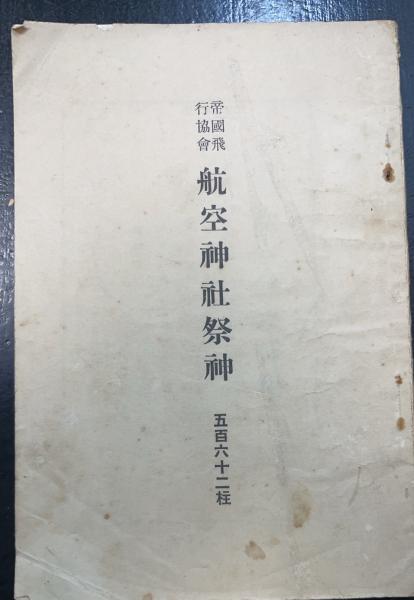 帝國飛
行協會
航空神社祭神
五百六十二柱